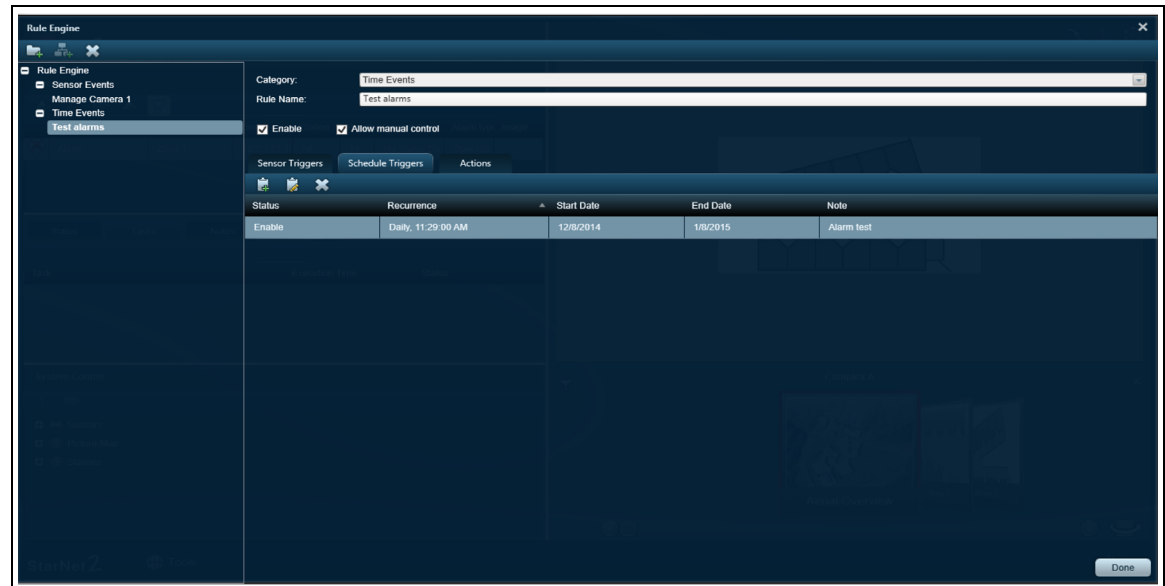 Rule Engine
Rule Engine
Sensor Events
Manage Camera 1
Time Events
Test alarms
Category: Time Events
Rule Name: Test alarms
Enable Allow manual control
Sensor Triggers Schedule Triggers Actions
Status Recurrence Start Date End Date Note
Enable Daily, 11:29:00 AM 12/8/2014 1/8/2015 Alarm test
StarNet2
Done